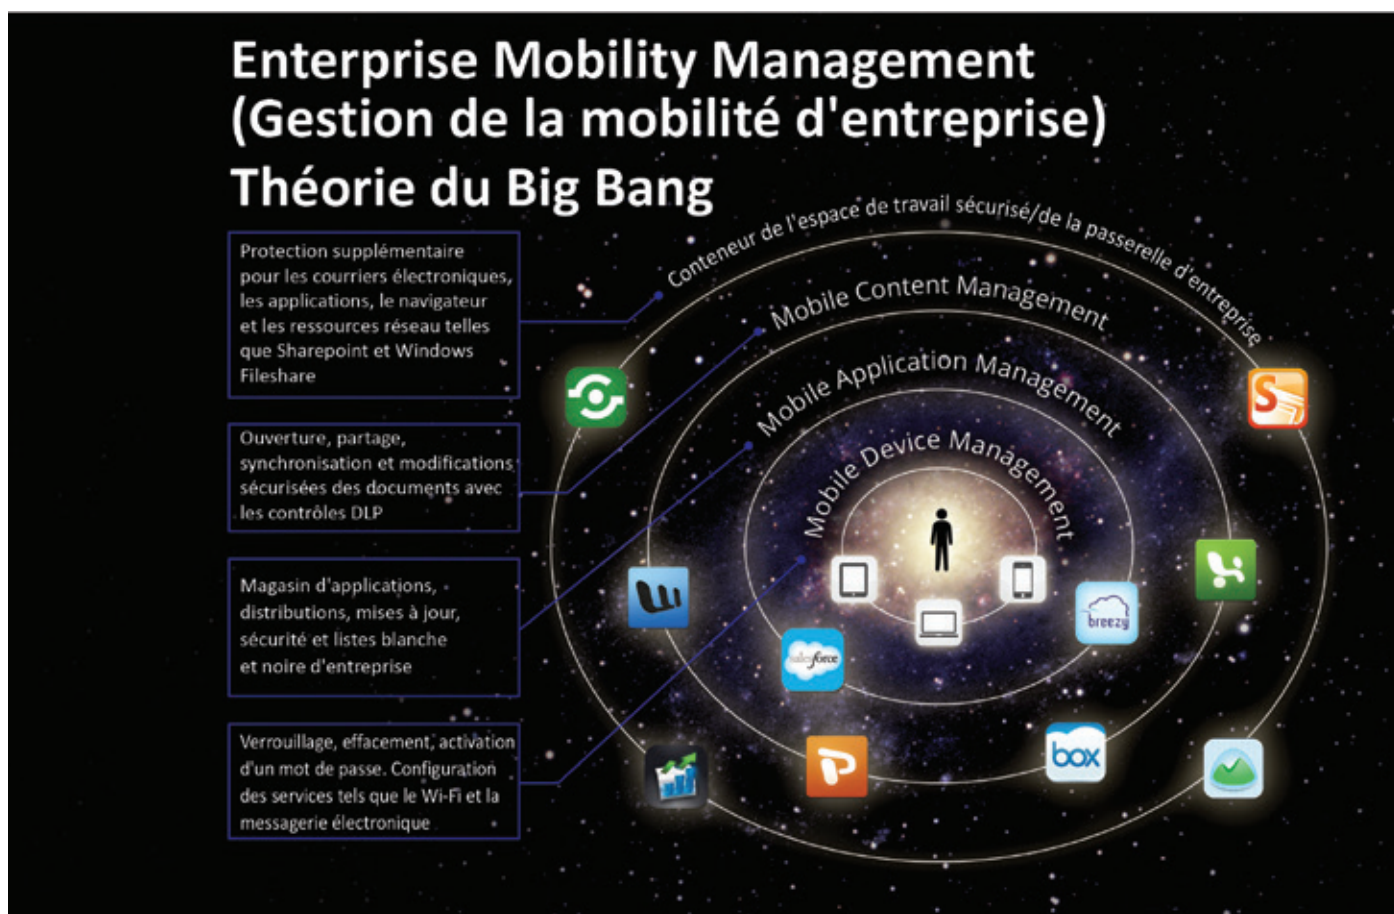 Enterprise Mobility Management
(Gestion de la mobilité d'entreprise)
Théorie du Big Bang
Protection supplémentaire
pour les courriers électroniques,
les applications, le navigateur
et les ressources réseau telles
que Sharepoint et Windows
Fileshare
Ouverture, partage,
synchronisation et modifications
sécurisées des documents avec
les contrôles DLP
Magasin d'applications,
distributions, mises à jour,
sécurité et listes blanche
et noire d'entreprise
Verrouillage, effacement, activation
d'un mot de passe. Configuration
des services tels que le Wi-Fi et la
messagerie électronique
Conteneur de l'espace de travail sécurisé/de la passerelle d'entreprise
Mobile Content Management
Mobile Application Management
Mobile Device Management
S
breezy
salesforce
P
box